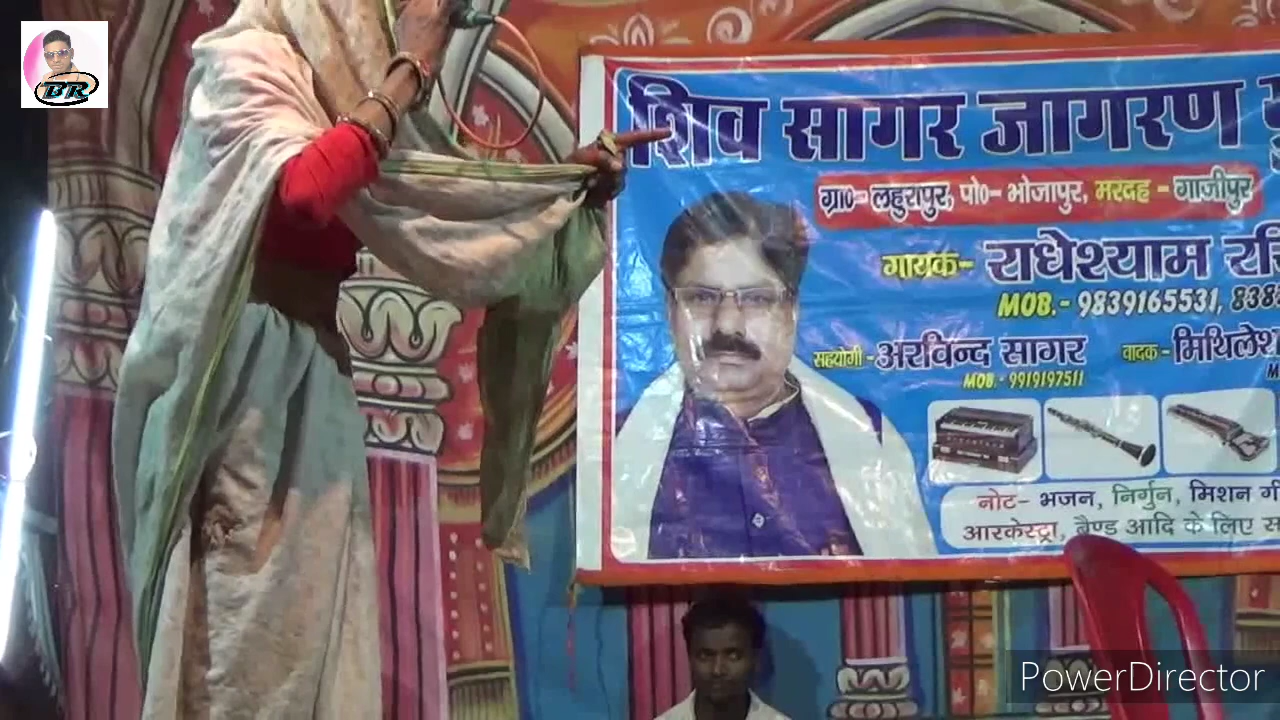 BR
शिव सागर जागरण
ग्रा०- लहुरापुर, पो०- भोजापुर, मरदह - गाजीपुर
गायक- राधेश्याम
MOB.- 9839165531, 838
सहयोगी - अरविन्द सागर वादक - मिथिलेश
MOB.- 9919197511
नोट- भजन, निर्गुन, मिशन गी
आरकेस्ट्रा, बैण्ड आदि के लिए
PowerDirector